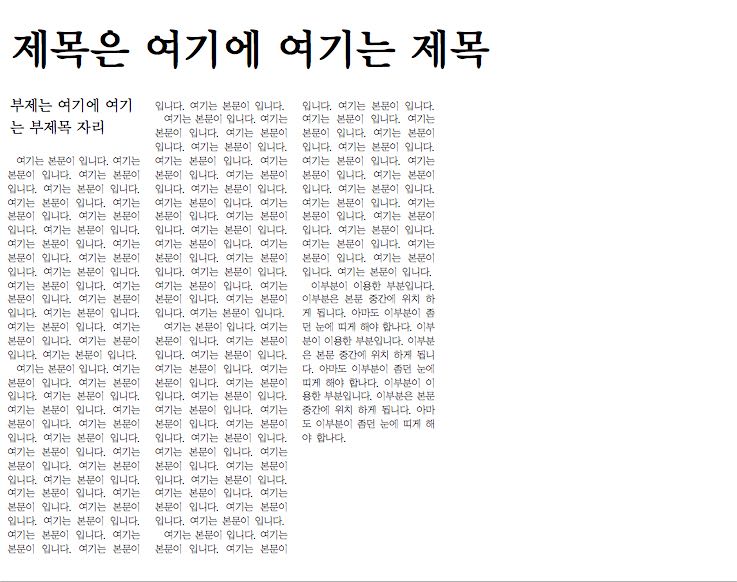 제목은 여기에 여기는 제목
부제는 여기에 여기
는 부제목 자리
여기는 본문이 입니다. 여기는
본문이 입니다. 여기는 본문이
입니다. 여기는 본문이 입니다.
여기는 본문이 입니다. 여기는
본문이 입니다. 여기는 본문이
입니다. 여기는 본문이 입니다.
여기는 본문이 입니다. 여기는
본문이 입니다. 여기는 본문이
입니다. 여기는 본문이 입니다.
여기는 본문이 입니다. 여기는
본문이 입니다. 여기는 본문이
입니다. 여기는 본문이 입니다.
여기는 본문이 입니다. 여기는
본문이 입니다. 여기는 본문이
입니다. 여기는 본문이 입니다.
여기는 본문이 입니다. 여기는
본문이 입니다. 여기는 본문이
입니다. 여기는 본문이 입니다.
여기는 본문이 입니다. 여기는
본문이 입니다. 여기는 본문이
입니다. 여기는 본문이 입니다.
여기는 본문이 입니다. 여기는
본문이 입니다. 여기는 본문이
입니다. 여기는 본문이 입니다.
여기는 본문이 입니다. 여기는
본문이 입니다. 여기는 본문이
입니다. 여기는 본문이 입니다.
여기는 본문이 입니다. 여기는
본문이 입니다. 여기는 본문이
입니다. 여기는 본문이 입니다.
여기는 본문이 입니다. 여기는
본문이 입니다. 여기는 본문이
입니다. 여기는 본문이 입니다.
여기는 본문이 입니다. 여기는
본문이 입니다. 여기는 본문이
입니다. 여기는 본문이 입니다.
여기는 본문이 입니다. 여기는
본문이 입니다. 여기는 본문이
입니다. 여기는 본문이 입니다.
여기는 본문이 입니다. 여기는
본문이 입니다. 여기는 본문이
입니다. 여기는 본문이 입니다.
여기는 본문이 입니다. 여기는
본문이 입니다. 여기는 본문이
입니다. 여기는 본문이 입니다.
여기는 본문이 입니다. 여기는
본문이 입니다. 여기는 본문이
입니다. 여기는 본문이 입니다.
여기는 본문이 입니다. 여기는
본문이 입니다. 여기는 본문이
입니다. 여기는 본문이 입니다.
여기는 본문이 입니다. 여기는
본문이 입니다. 여기는 본문이
입니다. 여기는 본문이 입니다.
여기는 본문이 입니다. 여기는
본문이 입니다. 여기는 본문이
입니다. 여기는 본문이 입니다.
여기는 본문이 입니다. 여기는
본문이 입니다. 여기는 본문이
입니다. 여기는 본문이 입니다.
여기는 본문이 입니다. 여기는
본문이 입니다. 여기는 본문이
입니다. 여기는 본문이 입니다.
여기는 본문이 입니다. 여기는
본문이 입니다. 여기는 본문이
입니다. 여기는 본문이 입니다.
여기는 본문이 입니다. 여기는
본문이 입니다. 여기는 본문이
입니다. 여기는 본문이 입니다.
여기는 본문이 입니다. 여기는
본문이 입니다. 여기는 본문이
입니다. 여기는 본문이 입니다.
여기는 본문이 입니다. 여기는
본문이 입니다. 여기는 본문이
입니다. 여기는 본문이 입니다.
이부분이 이용한 부분입니다.
이부분은 본문 중간에 위치 하
게 됩니다. 아마도 이부분이 좀
던 눈에 띠게 해야 합나다. 이부
분이 이용한 부분입니다. 이부분
은 본문 중간에 위치 하게 됩니
다. 아마도 이부분이 좀던 눈에
띠게 해야 합나다. 이부분이 이
용한 부분입니다. 이부분은 본문
중간에 위치 하게 됩니다. 아마
도 이부분이 좀던 눈에 띠게 해
야 합나다.